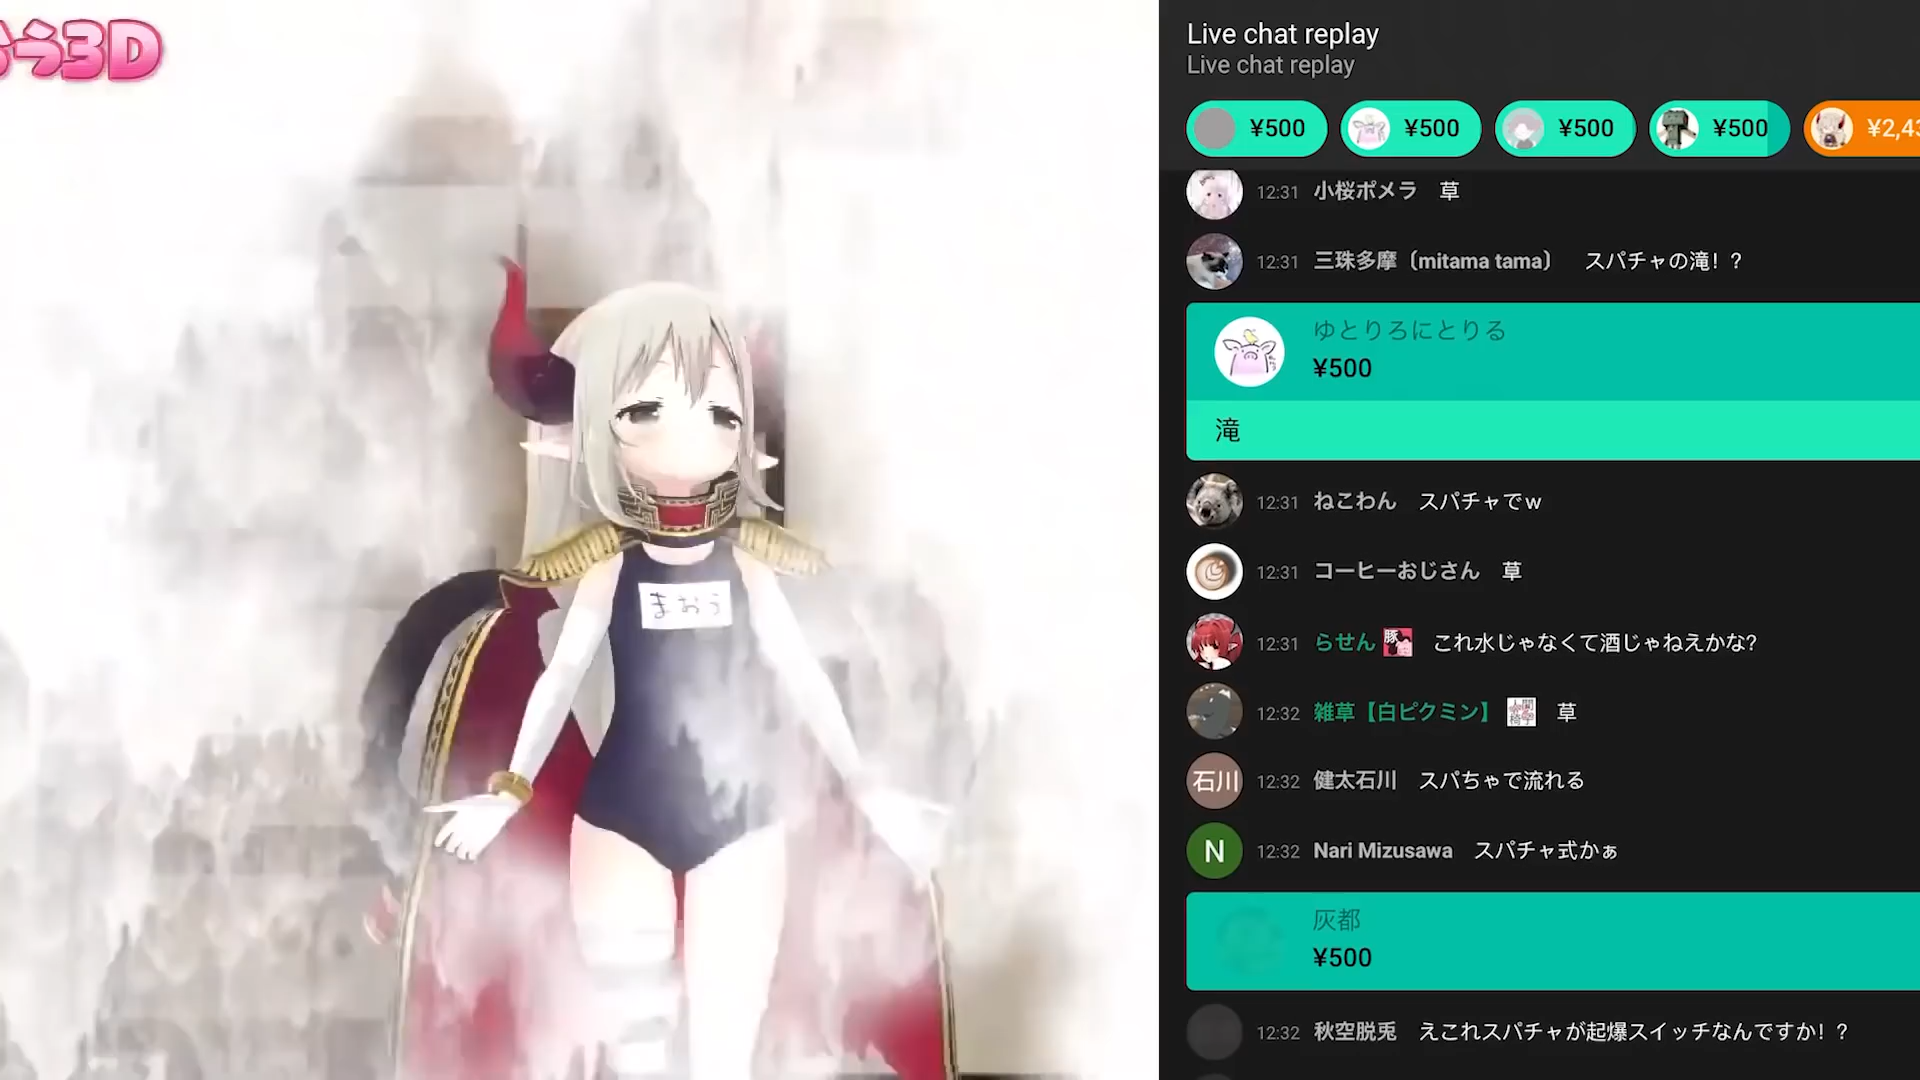 おう3D
まおう
Live chat replay
Live chat replay
¥500
¥500
¥500
¥500
¥2,43
12:31 小桜ポメラ 草
12:31 三珠多摩〔mitama tama〕 スパチャの滝！？
ゆとりろにとりる
¥500
滝
12:31 ねこわん スパチャでw
12:31 コーヒーおじさん 草
12:31 らせん 豚 これ水じゃなくて酒じゃねえかな?
12:32 雑草【白ピクミン】 草
石川 12:32 健太石川 スパちゃで流れる
N 12:32 Nari Mizusawa スパチャ式かぁ
灰都
¥500
12:32 秋空脱兎 えこれスパチャが起爆スイッチなんですか！？